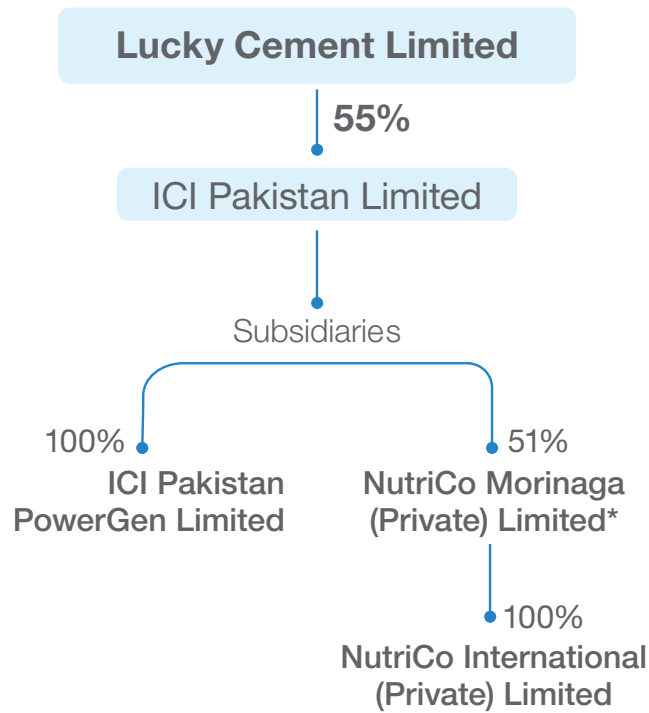 Lucky Cement Limited
55%
ICI Pakistan Limited
Subsidiaries
100%
ICI Pakistan
PowerGen Limited
51%
NutriCo Morinaga
(Private) Limited*
100%
NutriCo International
(Private) Limited